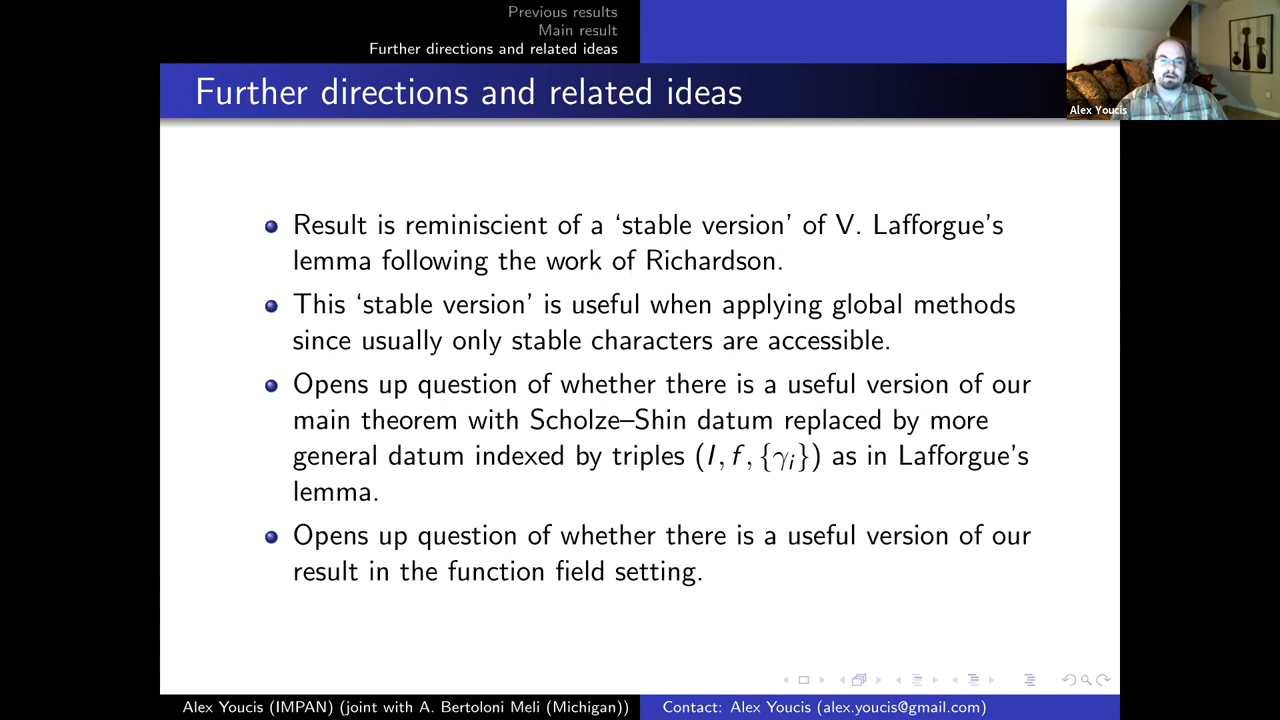 Previous results
Main result
Further directions and related ideas
Further directions and related ideas
Alex Youcis
Result is reminiscent of a ‘stable version’ of V. Lafforgue’s
lemma following the work of Richardson.
This ‘stable version’ is useful when applying global methods
since usually only stable characters are accessible.
Opens up question of whether there is a useful version of our
main theorem with Scholze–Shin datum replaced by more
general datum indexed by triples (I, f, {γᵢ}) as in Lafforgue’s
lemma.
Opens up question of whether there is a useful version of our
result in the function field setting.
Alex Youcis (IMPAN) (joint with A. Bertoloni Meli (Michigan))
Contact: Alex Youcis (alex.youcis@gmail.com)